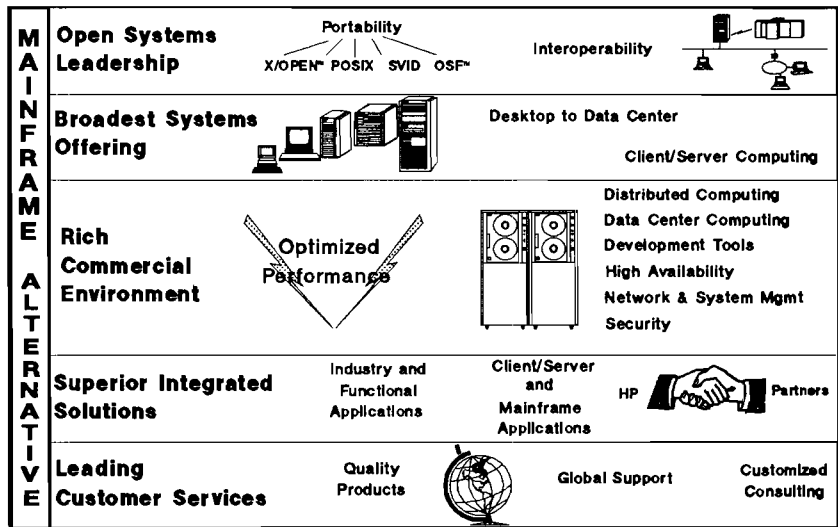 MAINFRAME ALTERNATIVE
Open Systems
Leadership
Portability
X/OPEN™ POSIX SVID OSF™
Interoperability
Broadest Systems
Offering
Desktop to Data Center
Client/Server Computing
Rich
Commercial
Environment
Optimized
Performance
Distributed Computing
Data Center Computing
Development Tools
High Availability
Network & System Mgmt
Security
Superior Integrated
Solutions
Industry and
Functional
Applications
Client/Server
and
Mainframe
Applications
HP
Partners
Leading
Customer Services
Quality
Products
Global Support
Customized
Consulting